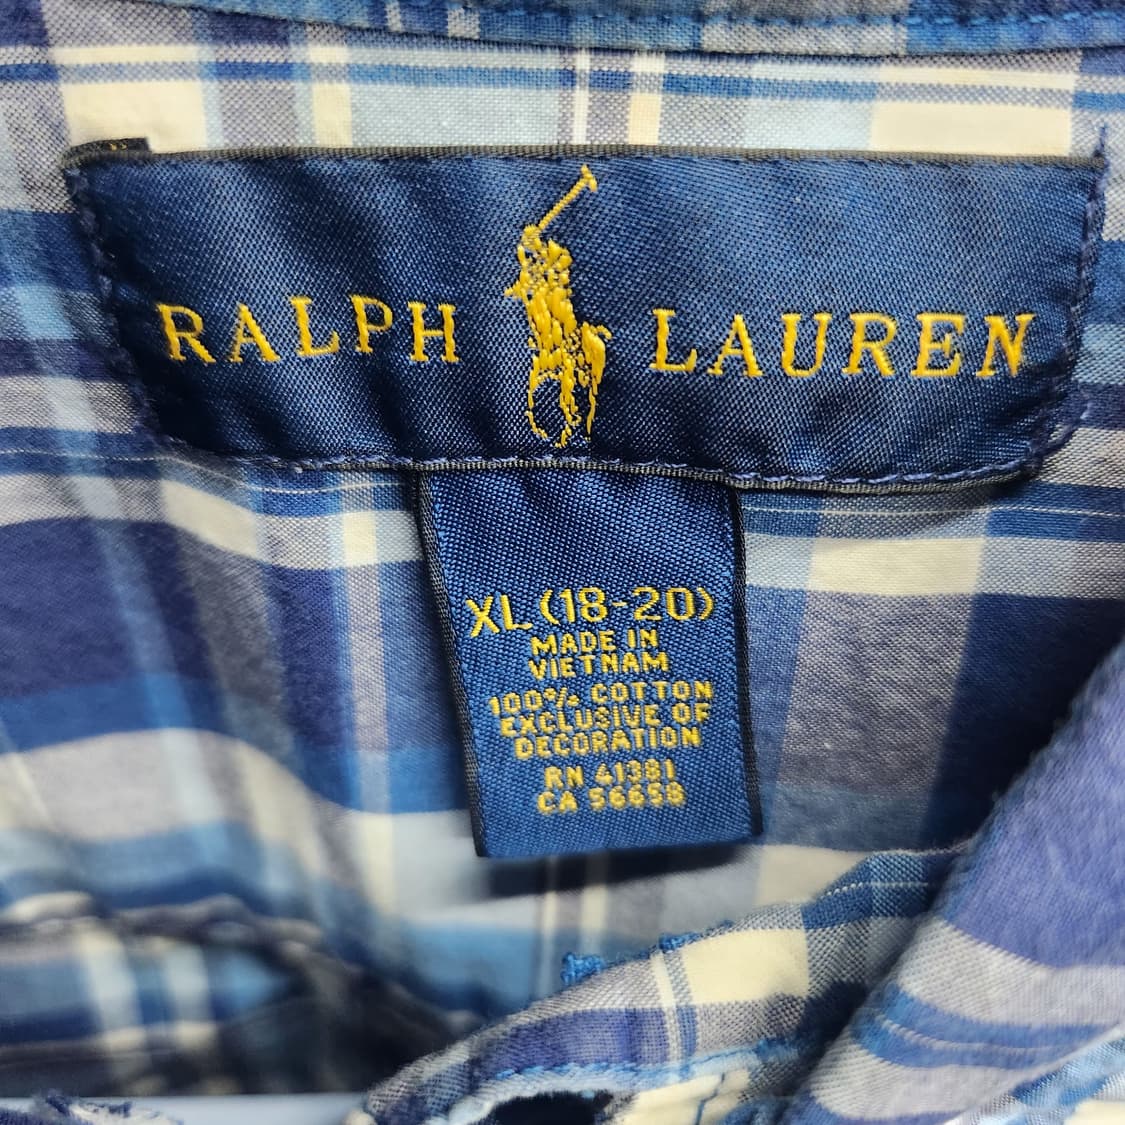 RALPH LAUREN
XL (18-20)
MADE IN
VIETNAM
100% COTTON
EXCLUSIVE OF
DECORATION
RN 41381
CA 56658